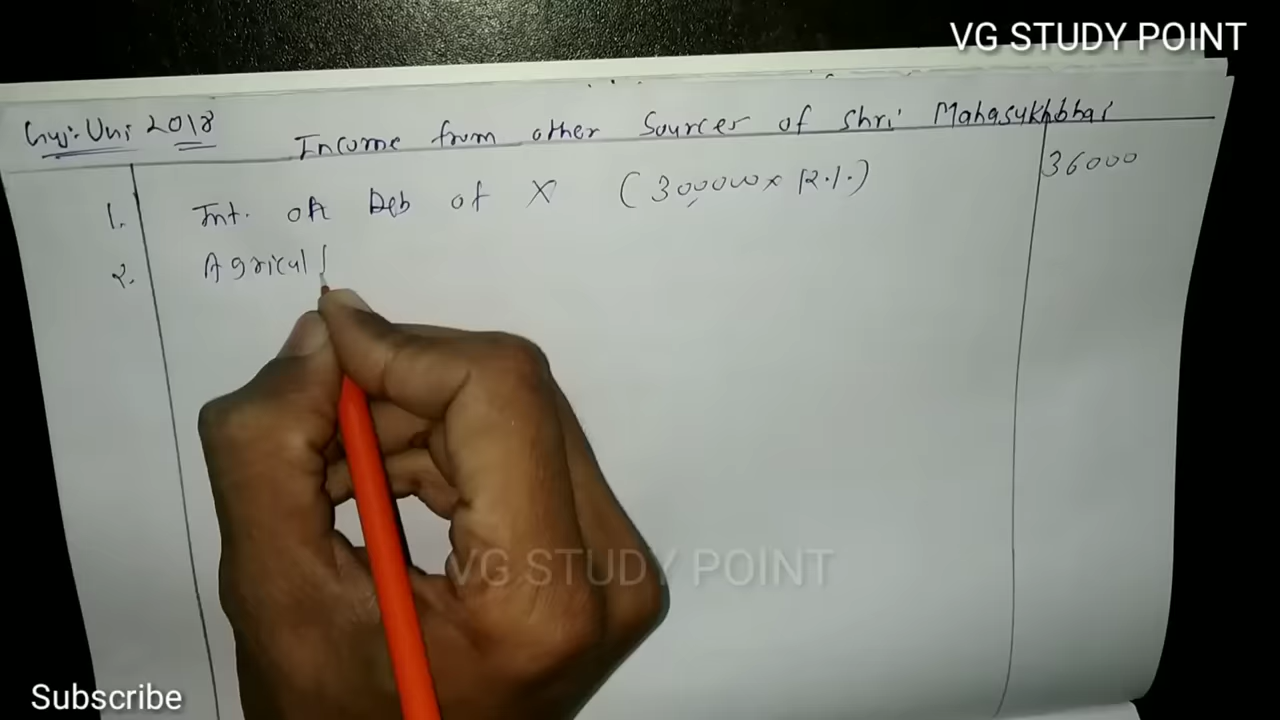 VG STUDY POINT
Guj. Uni 2018
Income from other Sources of Shri Mahasukhbhai
1. Int. of Deb of X (300000 x 12%) 36000
2. Agricul
VG STUDY POINT
Subscribe